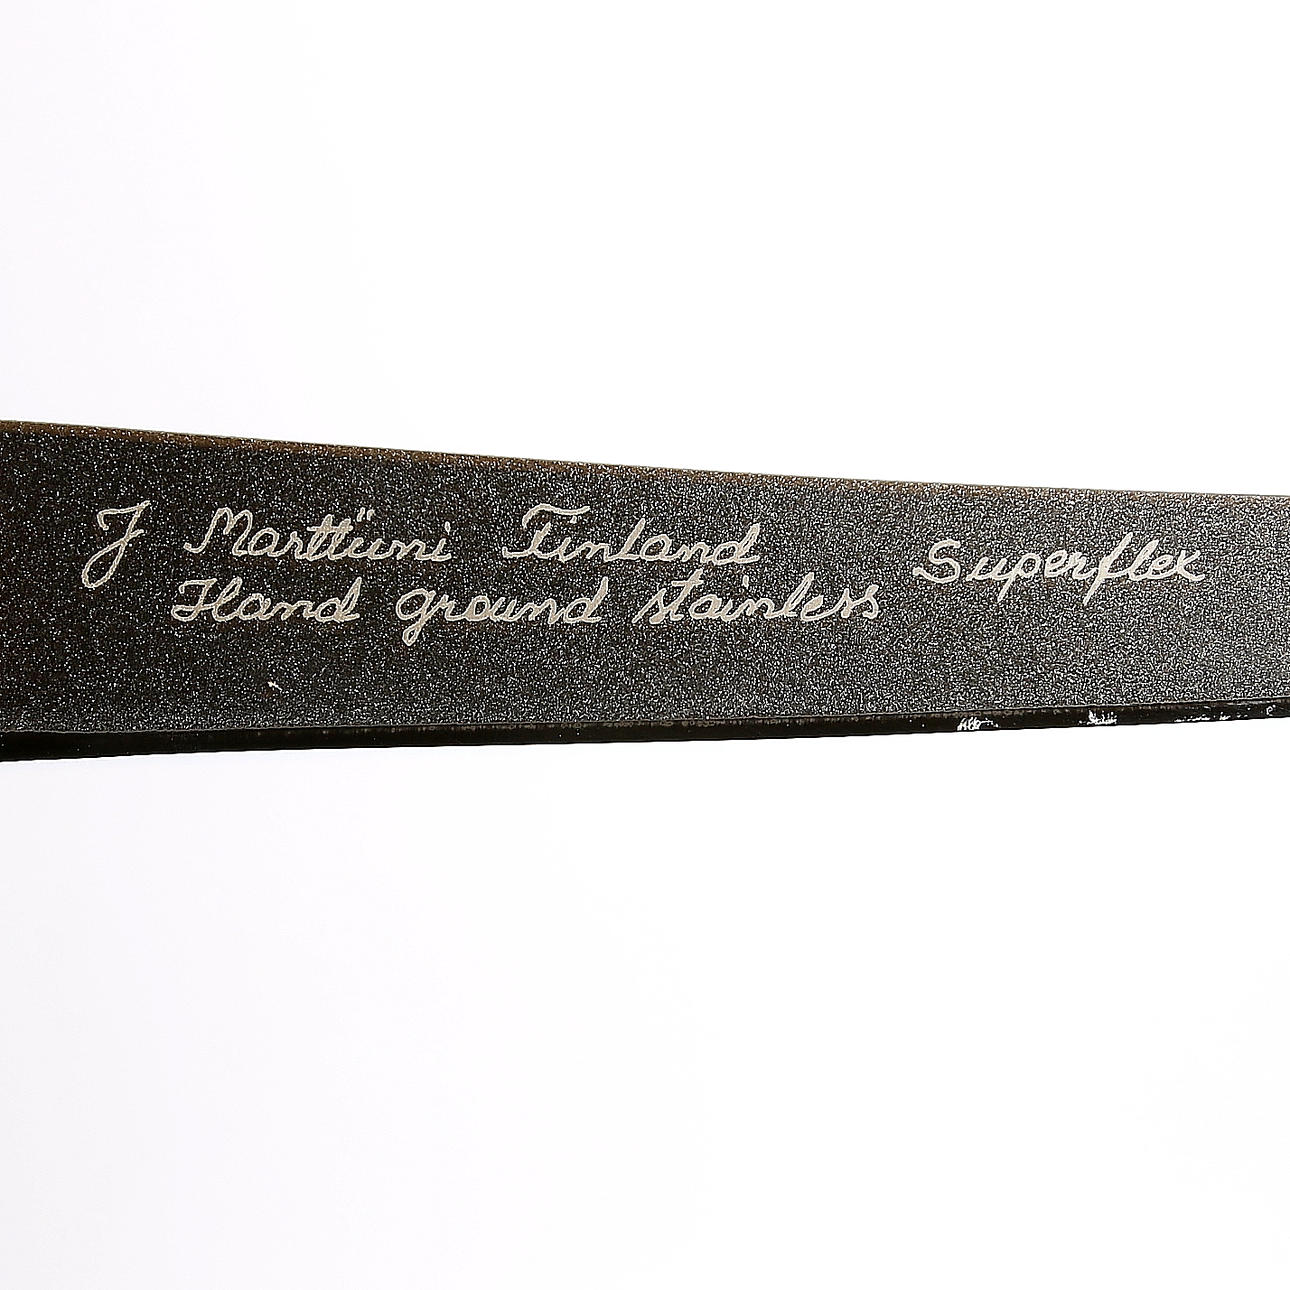 J Marttiini Finland Superflex
Hand ground stainless